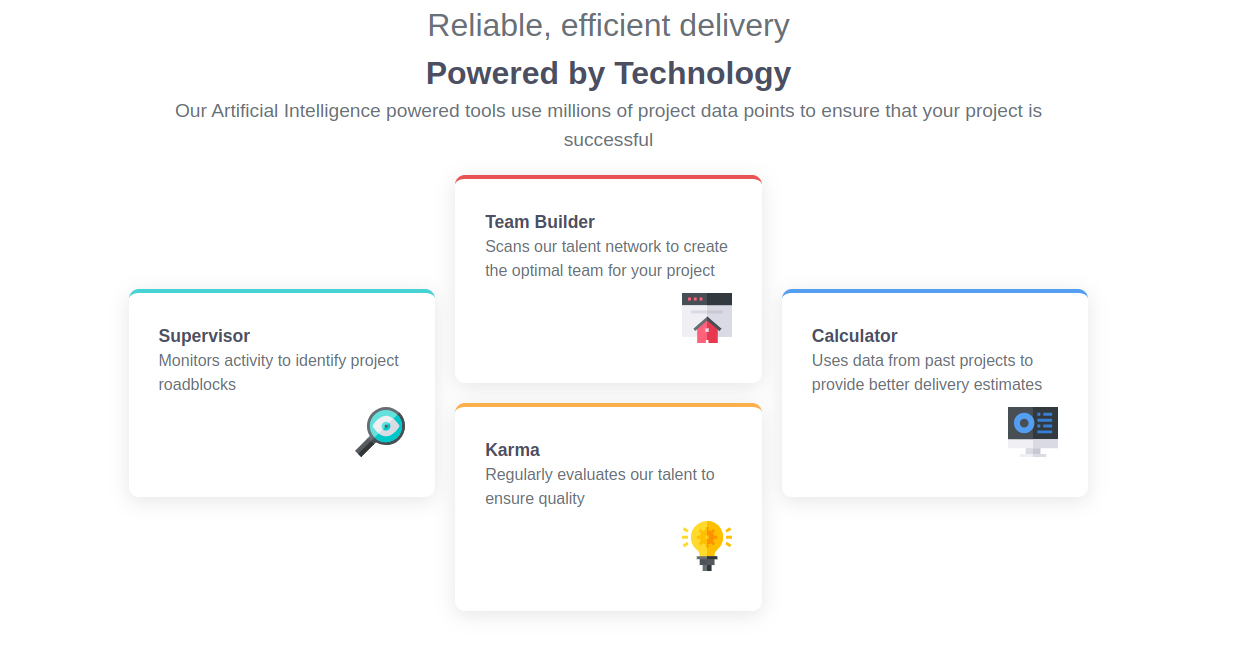 Reliable, efficient delivery
Powered by Technology
Our Artificial Intelligence powered tools use millions of project data points to ensure that your project is
successful
Supervisor
Monitors activity to identify project
roadblocks
Team Builder
Scans our talent network to create
the optimal team for your project
Karma
Regularly evaluates our talent to
ensure quality
Calculator
Uses data from past projects to
provide better delivery estimates